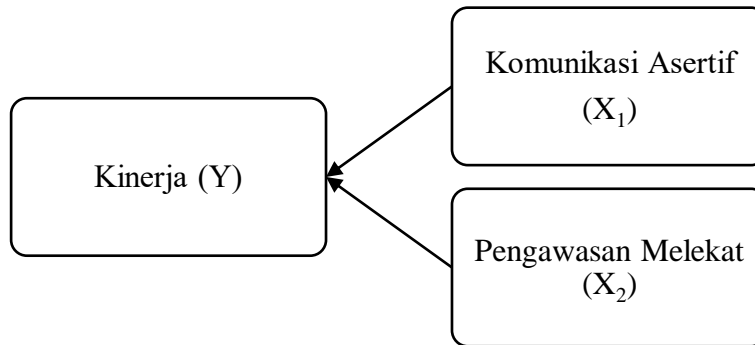 Kinerja (Y)
Komunikasi Asertif
(X₁)
Pengawasan Melekat
(X₂)